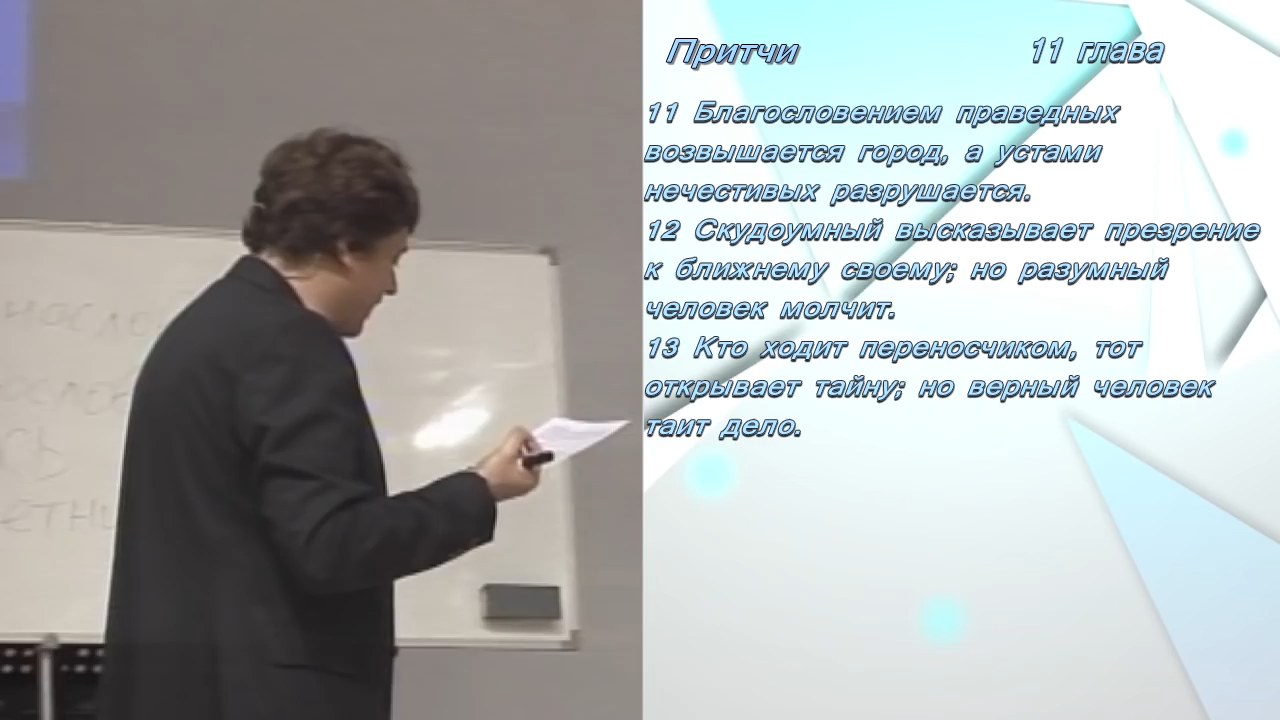 Притчи 11 глава
11 Благословением праведных
возвышается город, а устами
нечестивых разрушается.
12 Скудоумный высказывает презрение
к ближнему своему; но разумный
человек молчит.
13 Кто ходит переносчиком, тот
открывает тайну; но верный человек
таит дело.